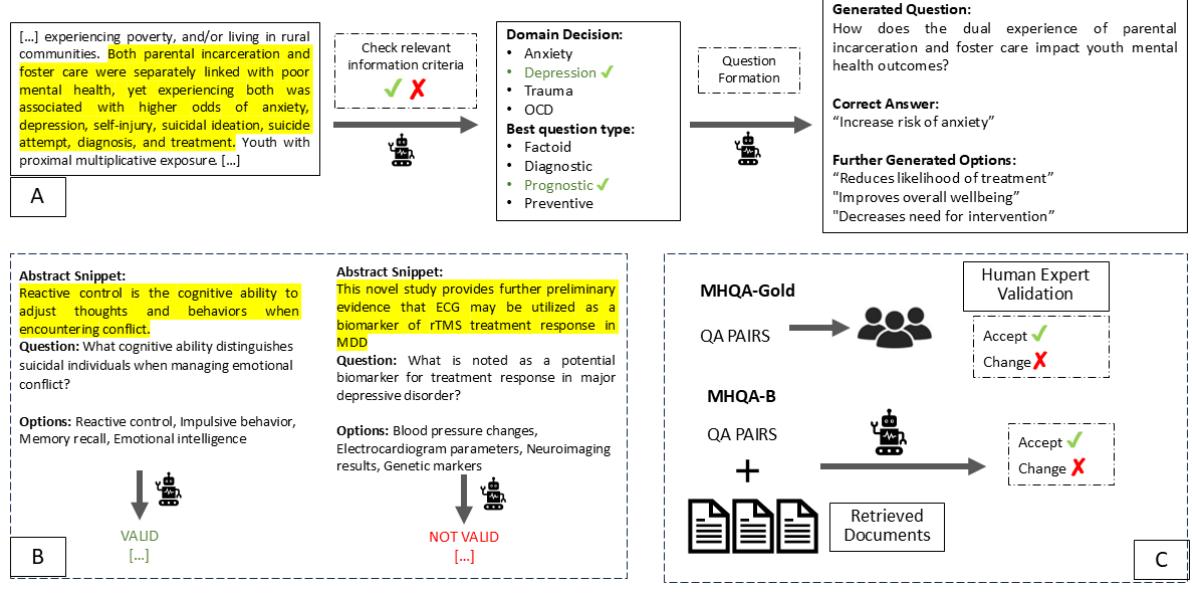 […] experiencing poverty, and/or living in rural
communities. Both parental incarceration and
foster care were separately linked with poor
mental health, yet experiencing both was
associated with higher odds of anxiety,
depression, self-injury, suicidal ideation, suicide
attempt, diagnosis, and treatment. Youth with
proximal multiplicative exposure. […]
A
Check relevant
information criteria
Domain Decision:
• Anxiety
• Depression
• Trauma
• OCD
Best question type:
• Factoid
• Diagnostic
• Prognostic
• Preventive
Question
Formation
Generated Question:
How does the dual experience of parental
incarceration and foster care impact youth mental
health outcomes?
Correct Answer:
“Increase risk of anxiety”
Further Generated Options:
“Reduces likelihood of treatment”
"Improves overall wellbeing”
"Decreases need for intervention”
Abstract Snippet:
Reactive control is the cognitive ability to
adjust thoughts and behaviors when
encountering conflict.
Question: What cognitive ability distinguishes
suicidal individuals when managing emotional
conflict?
Options: Reactive control, Impulsive behavior,
Memory recall, Emotional intelligence
VALID
[…]
B
Abstract Snippet:
This novel study provides further preliminary
evidence that ECG may be utilized as a
biomarker of rTMS treatment response in
MDD
Question: What is noted as a potential
biomarker for treatment response in major
depressive disorder?
Options: Blood pressure changes,
Electrocardiogram parameters, Neuroimaging
results, Genetic markers
NOT VALID
[…]
MHQA-Gold
QA PAIRS
Human Expert
Validation
Accept
Change
MHQA-B
QA PAIRS
+
Retrieved
Documents
Accept
Change
C